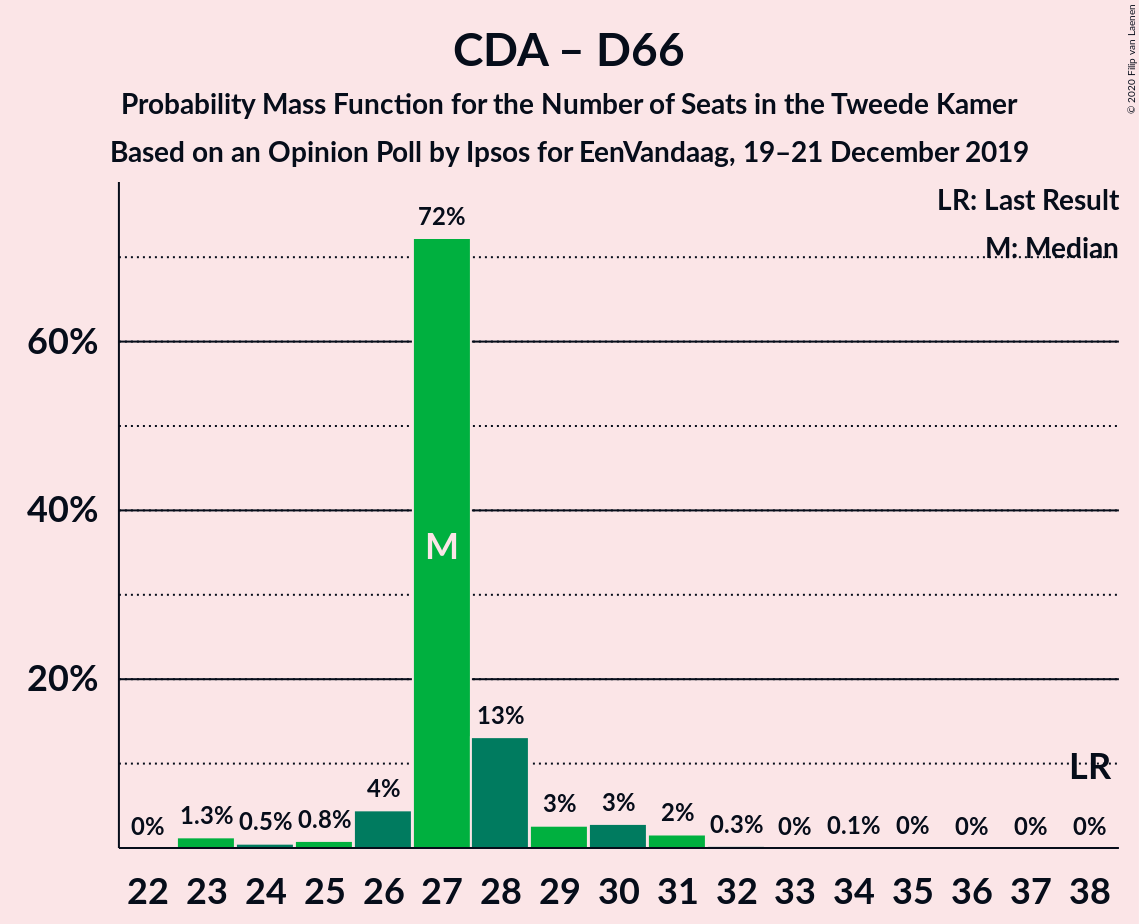 CDA – D66
Probability Mass Function for the Number of Seats in the Tweede Kamer
Based on an Opinion Poll by Ipsos for EenVandaag, 19–21 December 2019
© 2020 Filip van Laenen
LR: Last Result
M: Median
60%
40%
20%
0%
1.3%
0.5%
0.8%
4%
72%
M
13%
3%
3%
2%
0.3%
0%
0.1%
0%
0%
0%
0%
LR
22 23 24 25 26 27 28 29 30 31 32 33 34 35 36 37 38